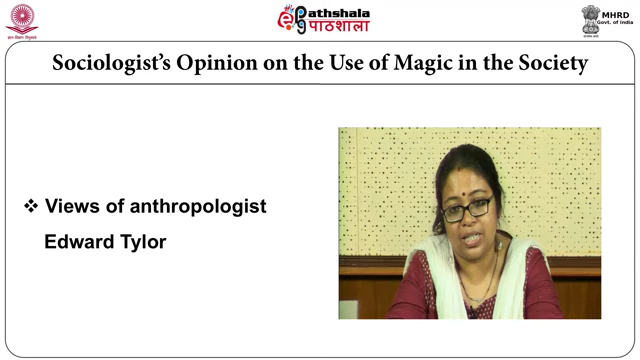 Pathshala
पाठशाला
MHRD
Govt. of India
Sociologist's Opinion on the Use of Magic in the Society
❖ Views of anthropologist
Edward Tylor